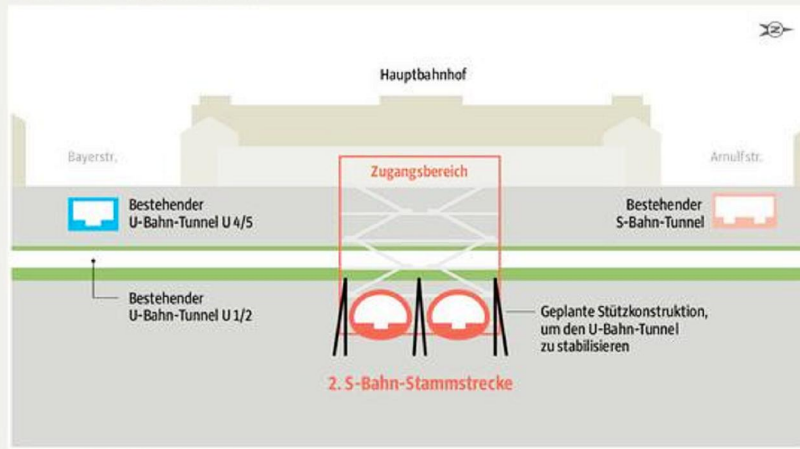 N
Hauptbahnhof
Bayerstr.
Arnulfstr.
Zugangsbereich
Bestehender
U-Bahn-Tunnel U 4/5
Bestehender
S-Bahn-Tunnel
Bestehender
U-Bahn-Tunnel U 1/2
Geplante Stützkonstruktion,
um den U-Bahn-Tunnel
zu stabilisieren
2. S-Bahn-Stammstrecke